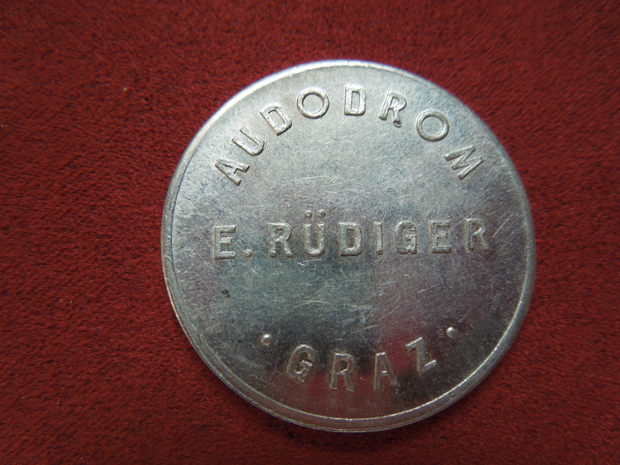 AUDODROM
E. RÜDIGER
· GRAZ ·